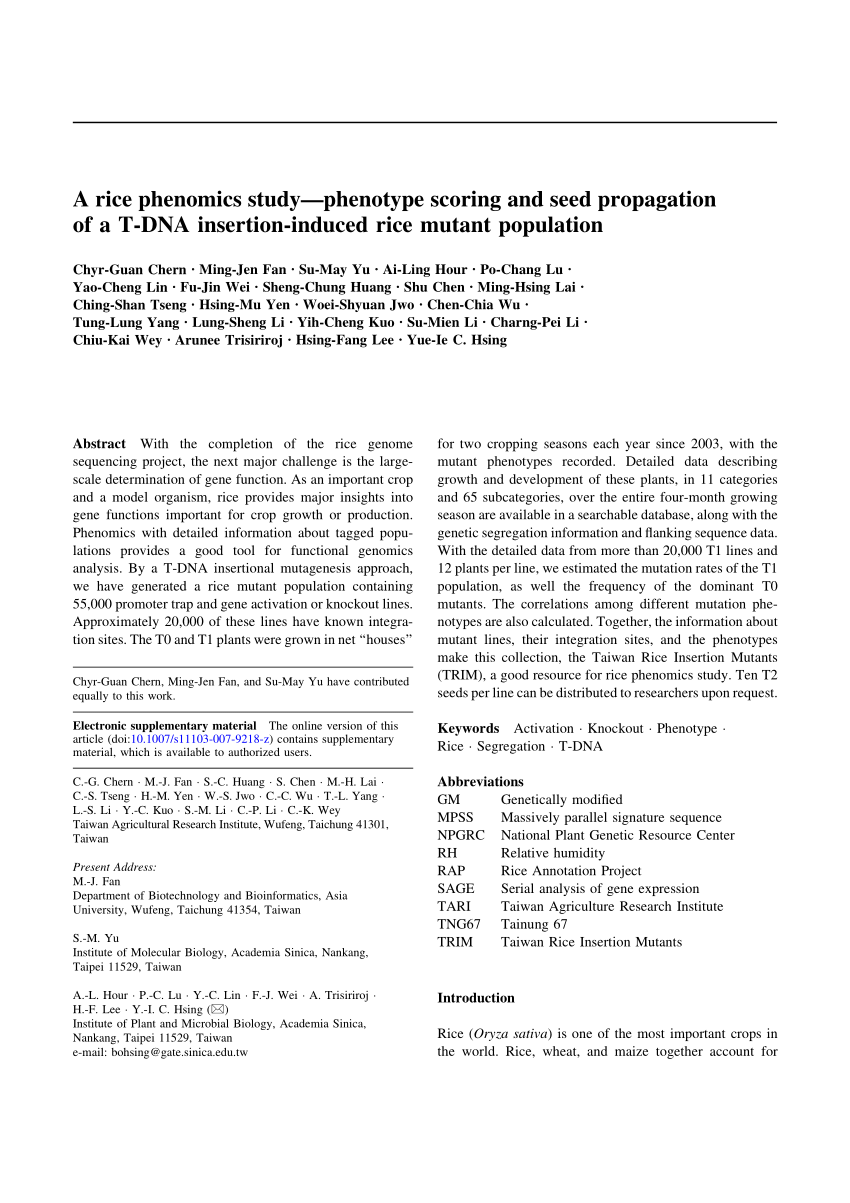 A rice phenomics study—phenotype scoring and seed propagation
of a T-DNA insertion-induced rice mutant population
Chyr-Guan Chern · Ming-Jen Fan · Su-May Yu · Ai-Ling Hour · Po-Chang Lu ·
Yao-Cheng Lin · Fu-Jin Wei · Sheng-Chung Huang · Shu Chen · Ming-Hsing Lai ·
Ching-Shan Tseng · Hsing-Mu Yen · Woei-Shyuan Jwo · Chen-Chia Wu ·
Tung-Lung Yang · Lung-Sheng Li · Yih-Cheng Kuo · Su-Mien Li · Charng-Pei Li ·
Chiu-Kai Wey · Arunee Trisiriroj · Hsing-Fang Lee · Yue-Ie C. Hsing
Abstract With the completion of the rice genome
sequencing project, the next major challenge is the large-
scale determination of gene function. As an important crop
and a model organism, rice provides major insights into
gene functions important for crop growth or production.
Phenomics with detailed information about tagged popu-
lations provides a good tool for functional genomics
analysis. By a T-DNA insertional mutagenesis approach,
we have generated a rice mutant population containing
55,000 promoter trap and gene activation or knockout lines.
Approximately 20,000 of these lines have known integra-
tion sites. The T0 and T1 plants were grown in net “houses”
Chyr-Guan Chern, Ming-Jen Fan, and Su-May Yu have contributed
equally to this work.
Electronic supplementary material The online version of this
article (doi:10.1007/s11103-007-9218-z) contains supplementary
material, which is available to authorized users.
C.-G. Chern · M.-J. Fan · S.-C. Huang · S. Chen · M.-H. Lai ·
C.-S. Tseng · H.-M. Yen · W.-S. Jwo · C.-C. Wu · T.-L. Yang ·
L.-S. Li · Y.-C. Kuo · S.-M. Li · C.-P. Li · C.-K. Wey
Taiwan Agricultural Research Institute, Wufeng, Taichung 41301,
Taiwan
Present Address:
M.-J. Fan
Department of Biotechnology and Bioinformatics, Asia
University, Wufeng, Taichung 41354, Taiwan
S.-M. Yu
Institute of Molecular Biology, Academia Sinica, Nankang,
Taipei 11529, Taiwan
A.-L. Hour · P.-C. Lu · Y.-C. Lin · F.-J. Wei · A. Trisiriroj ·
H.-F. Lee · Y.-I. C. Hsing (✉)
Institute of Plant and Microbial Biology, Academia Sinica,
Nankang, Taipei 11529, Taiwan
e-mail: bohsing@gate.sinica.edu.tw
for two cropping seasons each year since 2003, with the
mutant phenotypes recorded. Detailed data describing
growth and development of these plants, in 11 categories
and 65 subcategories, over the entire four-month growing
season are available in a searchable database, along with the
genetic segregation information and flanking sequence data.
With the detailed data from more than 20,000 T1 lines and
12 plants per line, we estimated the mutation rates of the T1
population, as well the frequency of the dominant T0
mutants. The correlations among different mutation phe-
notypes are also calculated. Together, the information about
mutant lines, their integration sites, and the phenotypes
make this collection, the Taiwan Rice Insertion Mutants
(TRIM), a good resource for rice phenomics study. Ten T2
seeds per line can be distributed to researchers upon request.
Keywords Activation · Knockout · Phenotype ·
Rice · Segregation · T-DNA
Abbreviations
GM Genetically modified
MPSS Massively parallel signature sequence
NPGRC National Plant Genetic Resource Center
RH Relative humidity
RAP Rice Annotation Project
SAGE Serial analysis of gene expression
TARI Taiwan Agriculture Research Institute
TNG67 Tainung 67
TRIM Taiwan Rice Insertion Mutants
Introduction
Rice (Oryza sativa) is one of the most important crops in
the world. Rice, wheat, and maize together account for